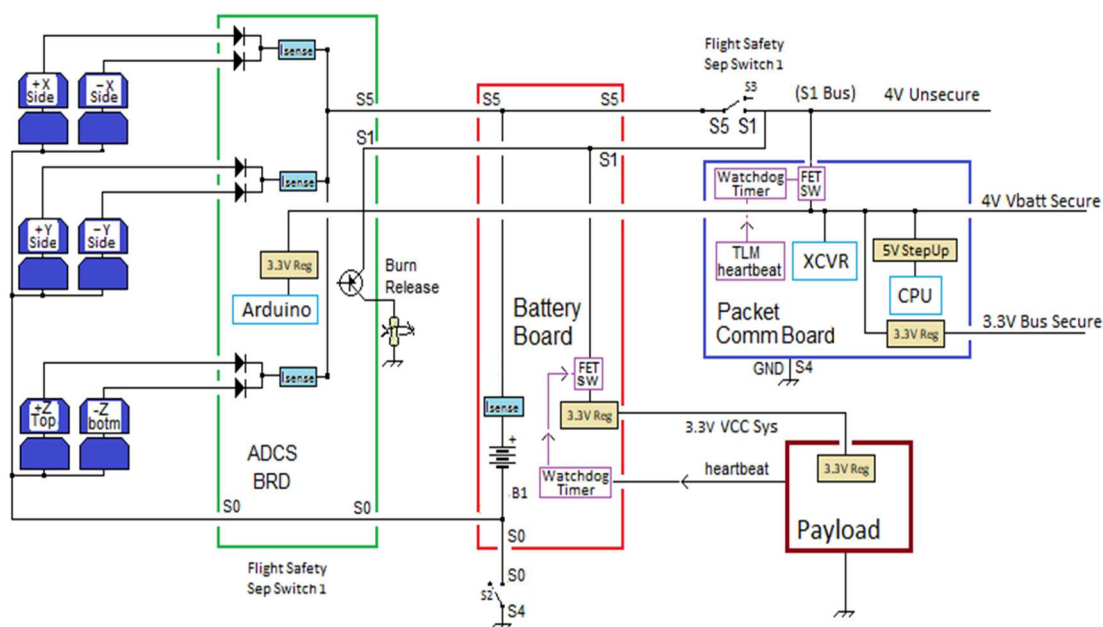 Flight Safety
Sep Switch 1
S3
(S1 Bus)
4V Unsecure
S5
S5
S5
S5 S1
S1
S1
+X
Side
−X
Side
Isense
Watchdog
Timer
FET
SW
4V Vbatt Secure
TLM
heartbeat
XCVR
5V StepUp
CPU
3.3V Reg
3.3V Bus Secure
Packet
Comm Board
GND
S4
+Y
Side
−Y
Side
Isense
3.3V Reg
Arduino
Burn
Release
Battery
Board
FET
SW
3.3V Reg
3.3V VCC Sys
Isense
+
B1
Watchdog
Timer
heartbeat
3.3V Reg
Payload
+Z
Top
-Z
botm
Isense
ADCS
BRD
S0
S0
S0
S0
S2
S4
Flight Safety
Sep Switch 1